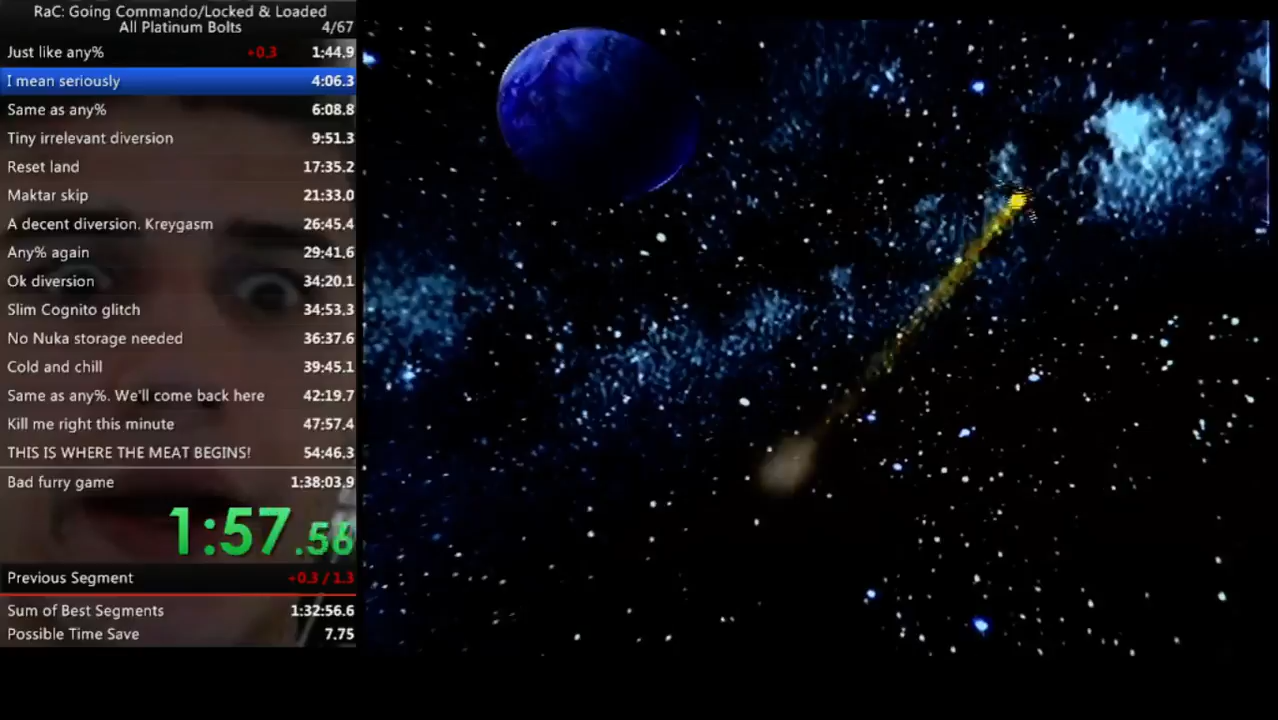 RaC: Going Commando/Locked & Loaded
All Platinum Bolts 4/67
Just like any% +0.3 1:44.9
I mean seriously 4:06.3
Same as any% 6:08.8
Tiny irrelevant diversion 9:51.3
Reset land 17:35.2
Maktar skip 21:33.0
A decent diversion. Kreygasm 26:45.4
Any% again 29:41.6
Ok diversion 34:20.1
Slim Cognito glitch 34:53.3
No Nuka storage needed 36:37.6
Cold and chill 39:45.1
Same as any%. We'll come back here 42:19.7
Kill me right this minute 47:57.4
THIS IS WHERE THE MEAT BEGINS! 54:46.3
Bad furry game 1:38:03.9
1:57.56
Previous Segment +0.3 / 1.3
Sum of Best Segments 1:32:56.6
Possible Time Save 7.75